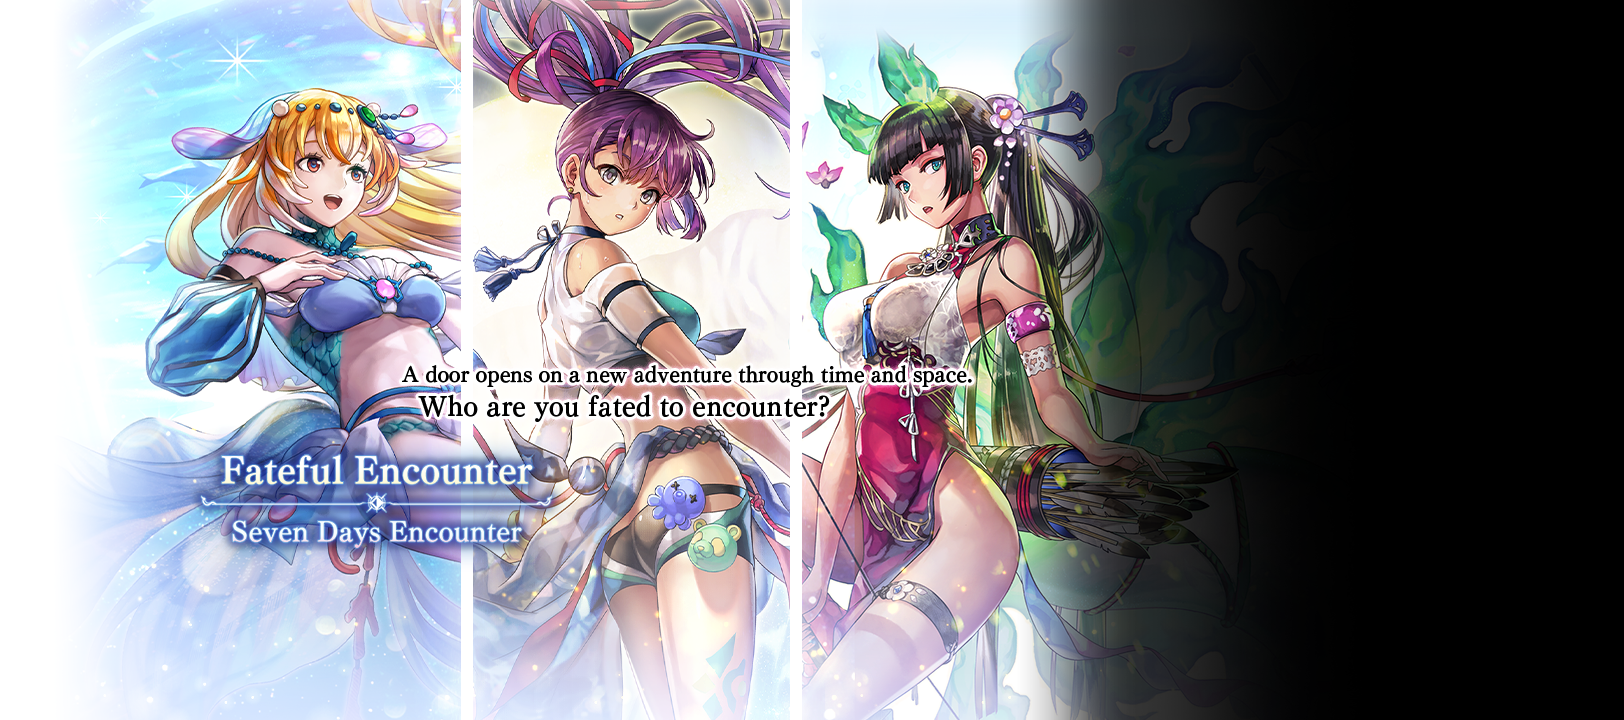 A door opens on a new adventure through time and space.
Who are you fated to encounter?
Fateful Encounter
Seven Days Encounter